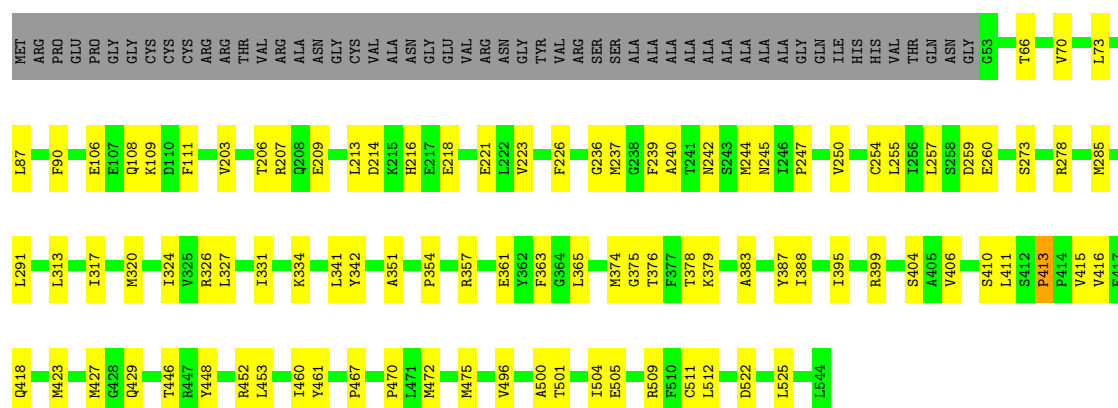 MET ARG PRO GLU PRO GLY GLY CYS CYS CYS ARG ARG THR VAL ARG ALA ASN GLY CYS VAL ALA ASN GLY GLU VAL ARG ASN GLY TYR VAL ARG SER SER ALA ALA ALA ALA ALA ALA ALA ALA ALA GLY GLN ILE HIS HIS VAL THR GLN ASN GLY G53 T66 V70 L73
L87 F90 E106 E107 Q108 K109 D110 F111 V203 T206 R207 Q208 E209 L213 D214 K215 H216 E217 E218 E221 L222 V223 F226 G236 M237 G238 F239 A240 T241 N242 S243 M244 N245 I246 P247 V250 C254 L255 I256 L257 S258 D259 E260 S273 R278 M285
L291 L313 I317 M320 I324 V325 R326 L327 I331 K334 L341 Y342 A351 P354 R357 E361 Y362 F363 G364 L365 M374 G375 T376 F377 T378 K379 A383 Y387 I388 I395 R399 S404 A405 V406 S410 L411 S412 P413 P414 V415 V416 E417
Q418 M423 M427 G428 Q429 T446 R447 Y448 R452 L453 I460 Y461 P467 P470 L471 M472 M475 V496 A500 T501 I504 E505 R509 F510 C511 L512 D522 L525 L544